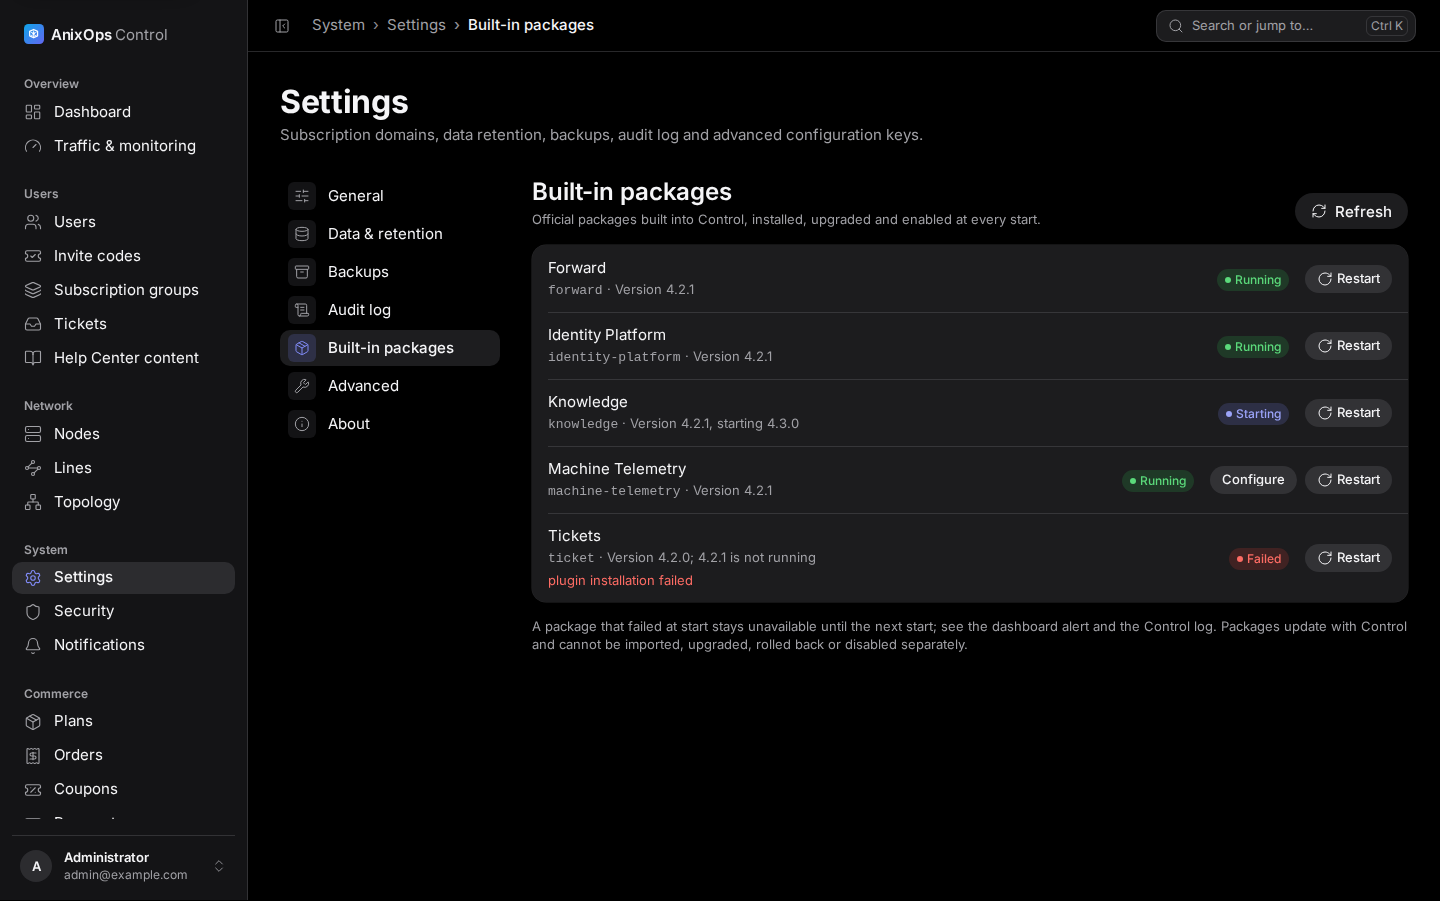 AnixOps Control
Overview
Dashboard
Traffic & monitoring
Users
Users
Invite codes
Subscription groups
Tickets
Help Center content
Network
Nodes
Lines
Topology
System
Settings
Security
Notifications
Commerce
Plans
Orders
Coupons
A
Administrator
admin@example.com
System › Settings › Built-in packages
Search or jump to... Ctrl K
Settings
Subscription domains, data retention, backups, audit log and advanced configuration keys.
General
Data & retention
Backups
Audit log
Built-in packages
Advanced
About
Built-in packages
Official packages built into Control, installed, upgraded and enabled at every start.
Refresh
Forward
forward · Version 4.2.1
Running Restart
Identity Platform
identity-platform · Version 4.2.1
Running Restart
Knowledge
knowledge · Version 4.2.1, starting 4.3.0
Starting Restart
Machine Telemetry
machine-telemetry · Version 4.2.1
Running Configure Restart
Tickets
ticket · Version 4.2.0; 4.2.1 is not running
plugin installation failed
Failed Restart
A package that failed at start stays unavailable until the next start; see the dashboard alert and the Control log. Packages update with Control
and cannot be imported, upgraded, rolled back or disabled separately.